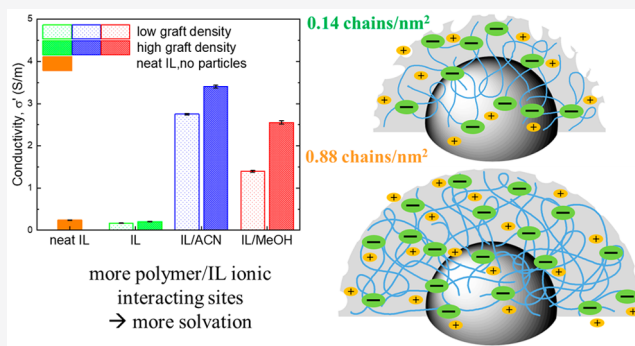 low graft density
high graft density
neat IL,no particles
Conductivity, σ' (S/m)
5
4
3
2
1
0
neat IL
IL
IL/ACN
IL/MeOH
more polymer/IL ionic
interacting sites
→ more solvation
0.14 chains/nm²
0.88 chains/nm²